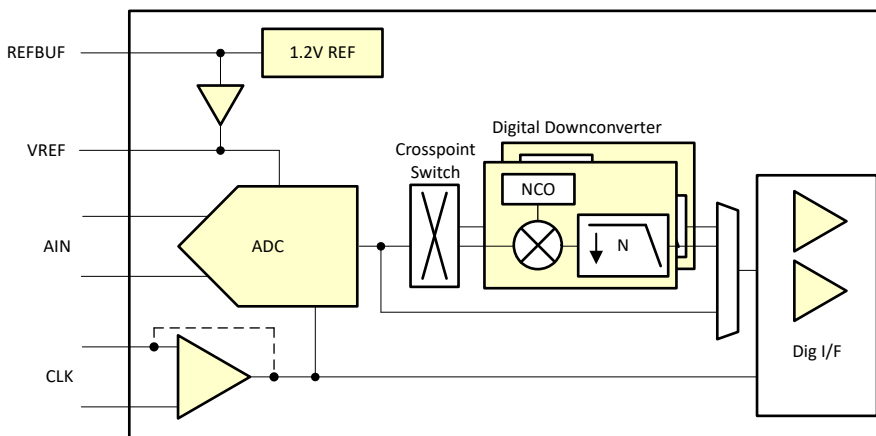 REFBUF
1.2V REF
VREF
Digital Downconverter
Crosspoint
Switch
NCO
AIN
ADC
N
Dig I/F
CLK